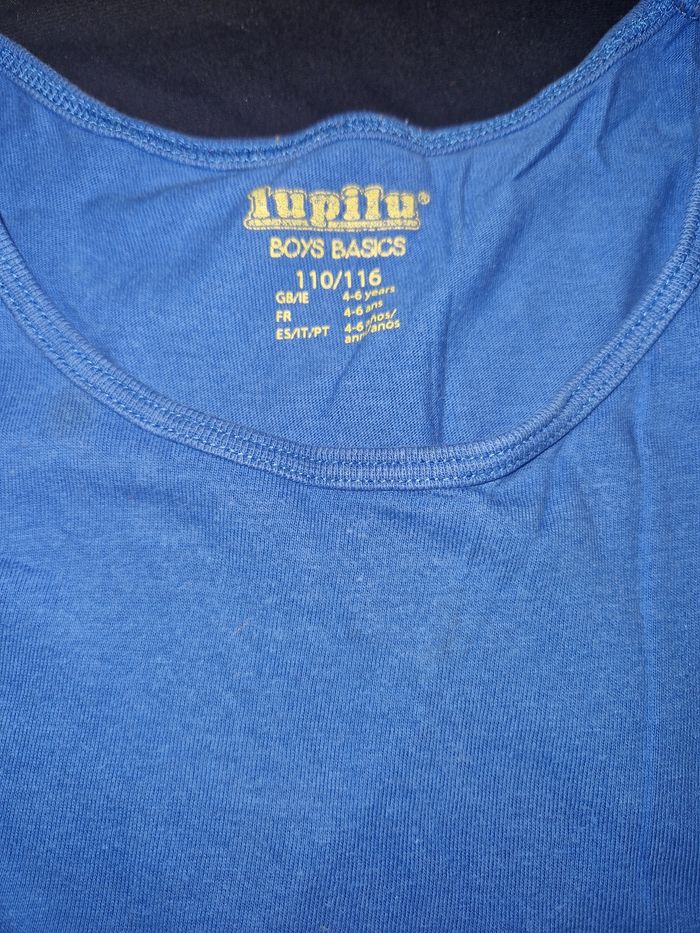 lupilu®
BOYS BASICS
110/116
GB/IE 4-6 years
FR 4-6 ans
ES/IT/PT 4-6 años/
anni/anos